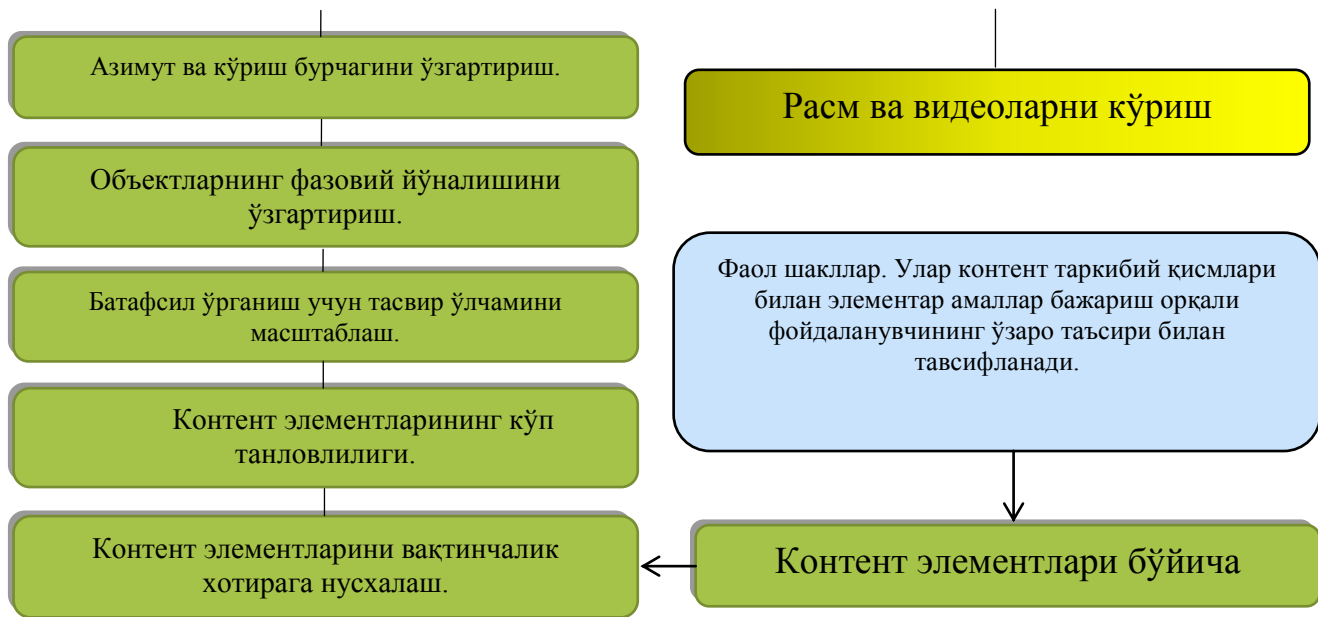 Азимут ва кўриш бурчагини ўзгартириш.
Объектларнинг фазовий йўналишини
ўзгартириш.
Батафсил ўрганиш учун тасвир ўлчамини
масштаблаш.
Контент элементларининг кўп
танловлилиги.
Контент элементларини вақтинчалик
хотирага нусхалаш.
Расм ва видеоларни кўриш
Фаол шакллар. Улар контент таркибий қисмлари
билан элементар амаллар бажариш орқали
фойдаланувчининг ўзаро таъсири билан
тавсифланади.
Контент элементлари бўйича